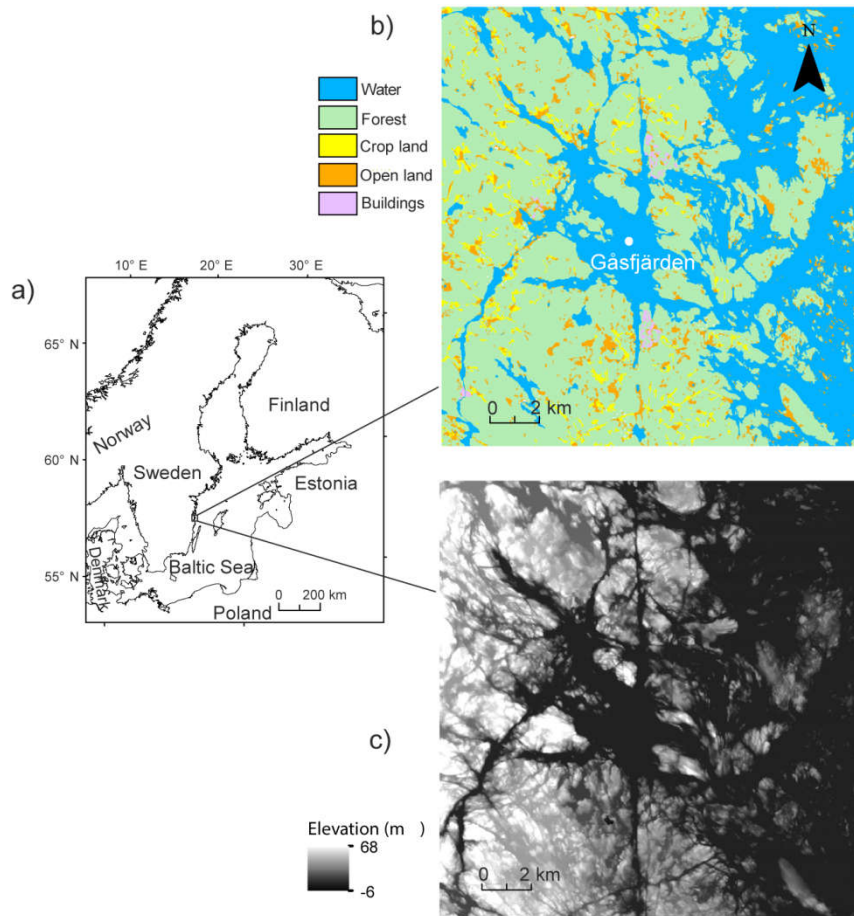 b)
N
Water
Forest
Crop land
Open land
Buildings
Gåsfjärden
0 2 km
a)
10° E 20° E 30° E
65° N
60° N
55° N
Norway
Finland
Sweden
Estonia
Denmark
Baltic Sea
Poland
0 200 km
c)
Elevation (m )
68
-6
0 2 km